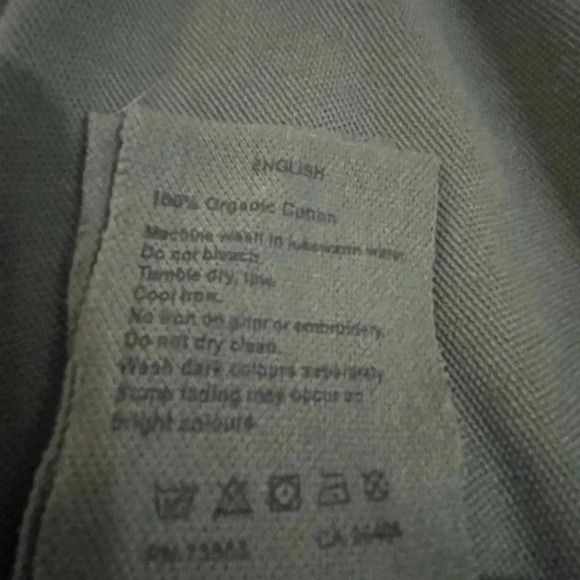 ENGLISH
100% Organic Cotton
Machine wash in lukewarm water.
Do not bleach.
Tumble dry, low.
Cool iron.
No iron on print or embroidery.
Do not dry clean.
Wash dark colours separately
Some fading may occur on
bright colours